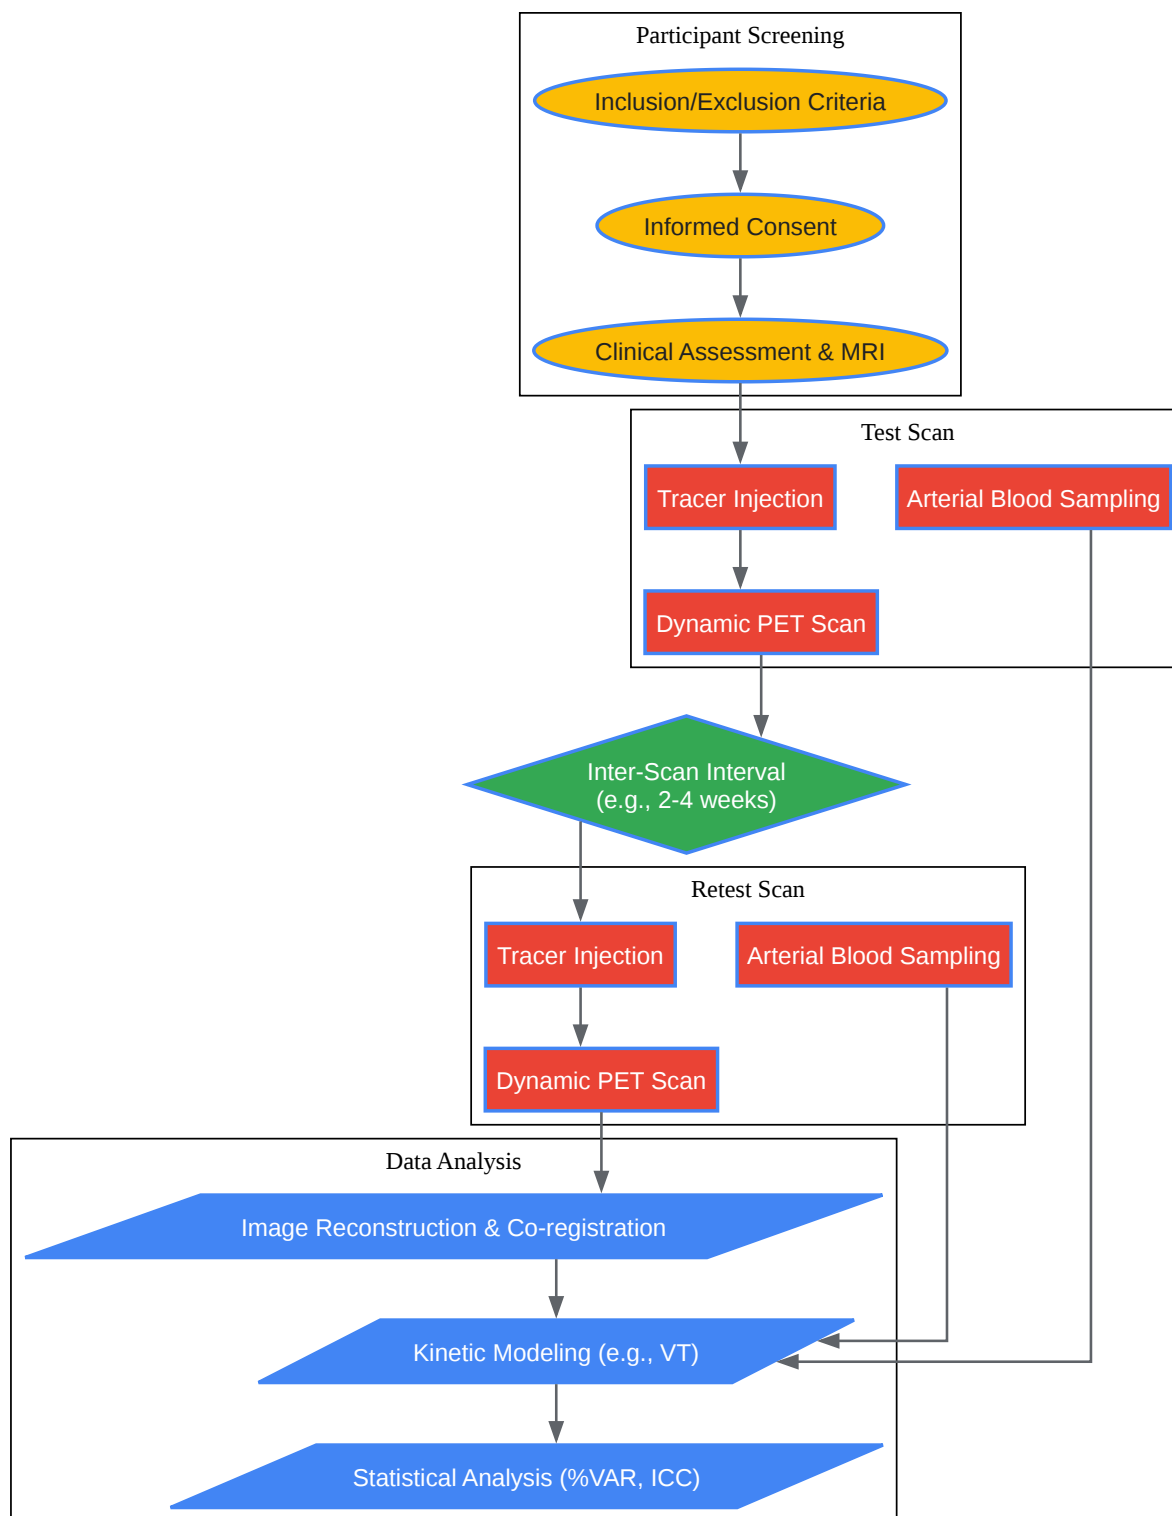 Participant Screening
Inclusion/Exclusion Criteria
Informed Consent
Clinical Assessment & MRI
Test Scan
Tracer Injection
Arterial Blood Sampling
Dynamic PET Scan
Inter-Scan Interval
(e.g., 2-4 weeks)
Retest Scan
Tracer Injection
Arterial Blood Sampling
Dynamic PET Scan
Data Analysis
Image Reconstruction & Co-registration
Kinetic Modeling (e.g., VT)
Statistical Analysis (%VAR, ICC)